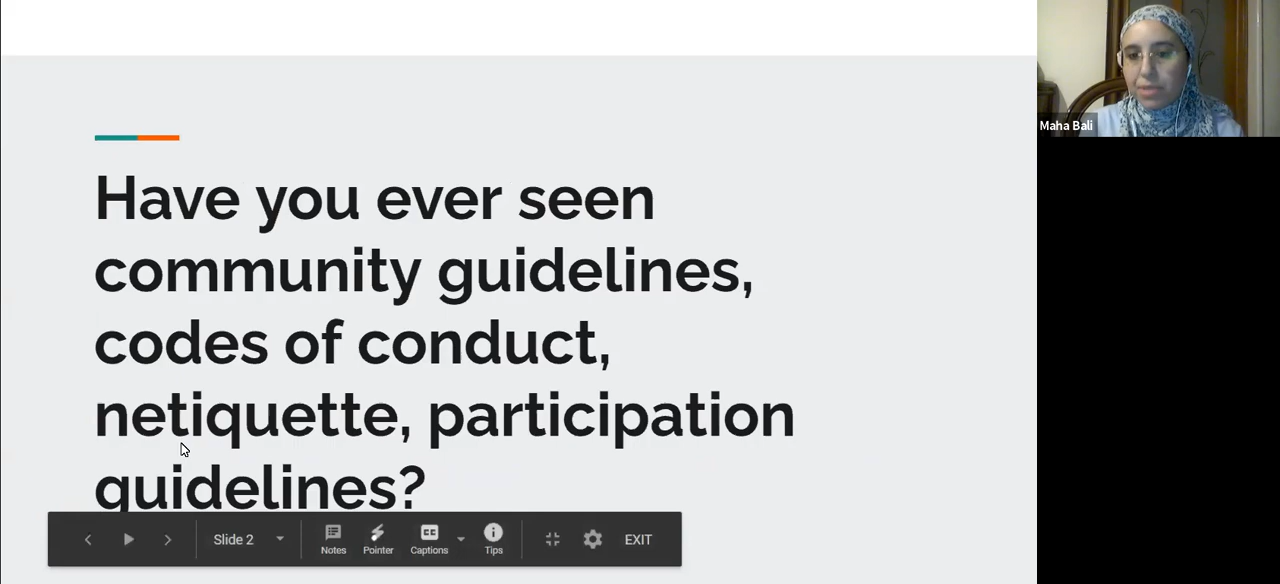 Have you ever seen
community guidelines,
codes of conduct,
netiquette, participation
guidelines?
Maha Bali
Slide 2
Notes
Pointer
Captions
Tips
EXIT